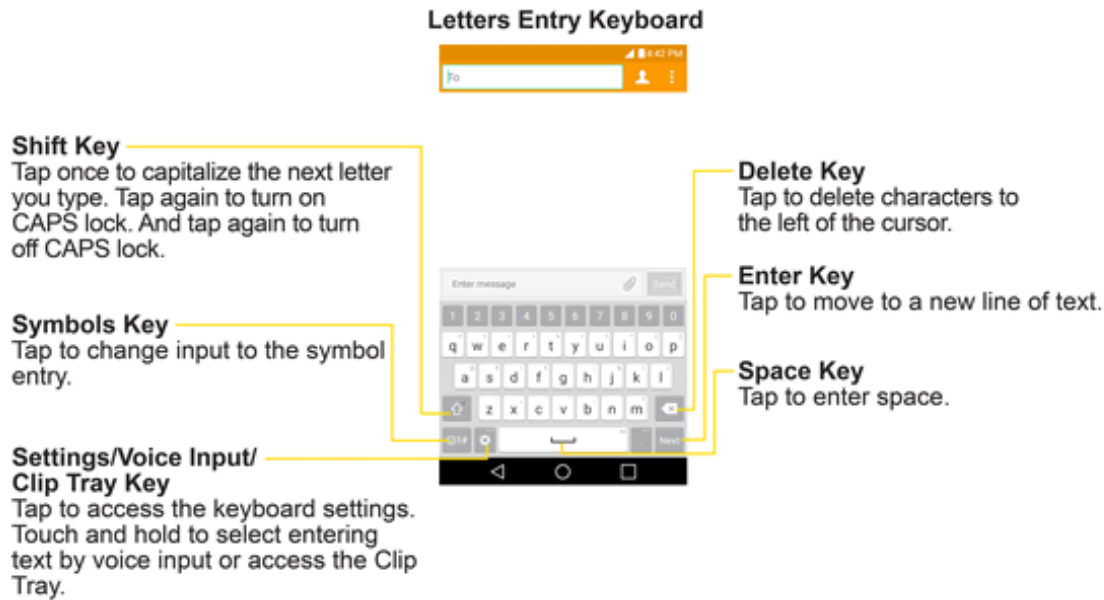 Letters Entry Keyboard
4:42 PM
To
Shift Key
Tap once to capitalize the next letter
you type. Tap again to turn on
CAPS lock. And tap again to turn
off CAPS lock.
Symbols Key
Tap to change input to the symbol
entry.
Settings/Voice Input/
Clip Tray Key
Tap to access the keyboard settings.
Touch and hold to select entering
text by voice input or access the Clip
Tray.
Enter message Send
1 2 3 4 5 6 7 8 9 0
q w e r t y u i o p
a s d f g h j k l
z x c v b n m
!# . Next
Delete Key
Tap to delete characters to
the left of the cursor.
Enter Key
Tap to move to a new line of text.
Space Key
Tap to enter space.